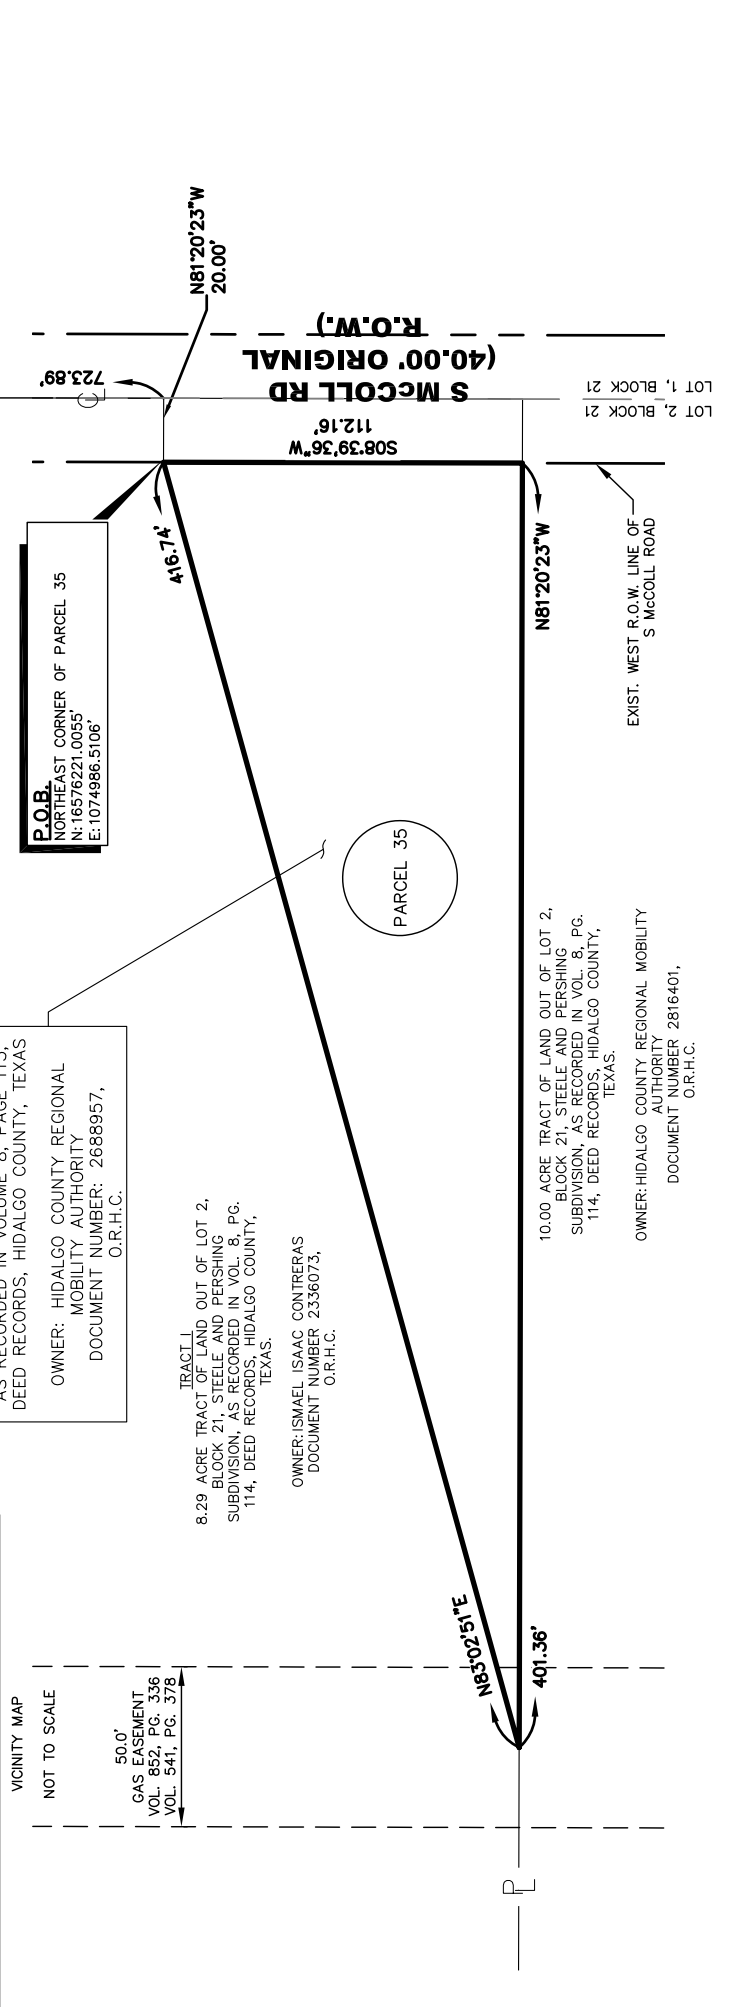 N81°20'23"W
20.00'
S McCOLL RD
(40.00' ORIGINAL
R.O.W.)
723.89'
CL
LOT 1, BLOCK 21
LOT 2, BLOCK 21
S08°39'36"W
112.16'
416.74'
N81°20'23"W
EXIST. WEST R.O.W. LINE OF
S McCOLL ROAD
P.O.B.
NORTHEAST CORNER OF PARCEL 35
N:16576221.0055'
E:1074986.5106'
PARCEL 35
AS RECORDED IN VOLUME 8, PAGE 115,
DEED RECORDS, HIDALGO COUNTY, TEXAS
OWNER: HIDALGO COUNTY REGIONAL
MOBILITY AUTHORITY
DOCUMENT NUMBER: 2688957,
O.R.H.C.
10.00 ACRE TRACT OF LAND OUT OF LOT 2,
BLOCK 21, STEELE AND PERSHING
SUBDIVISION, AS RECORDED IN VOL. 8, PG.
114, DEED RECORDS, HIDALGO COUNTY,
TEXAS.
OWNER: HIDALGO COUNTY REGIONAL MOBILITY
AUTHORITY
DOCUMENT NUMBER 2816401,
O.R.H.C.
TRACT I
8.29 ACRE TRACT OF LAND OUT OF LOT 2,
BLOCK 21, STEELE AND PERSHING
SUBDIVISION, AS RECORDED IN VOL. 8, PG.
114, DEED RECORDS, HIDALGO COUNTY,
TEXAS.
OWNER: ISMAEL ISAAC CONTRERAS
DOCUMENT NUMBER 2336073,
O.R.H.C.
N83°02'51"E
401.36'
VICINITY MAP
NOT TO SCALE
50.0'
GAS EASEMENT
VOL. 852, PG. 336
VOL. 541, PG. 378
PL